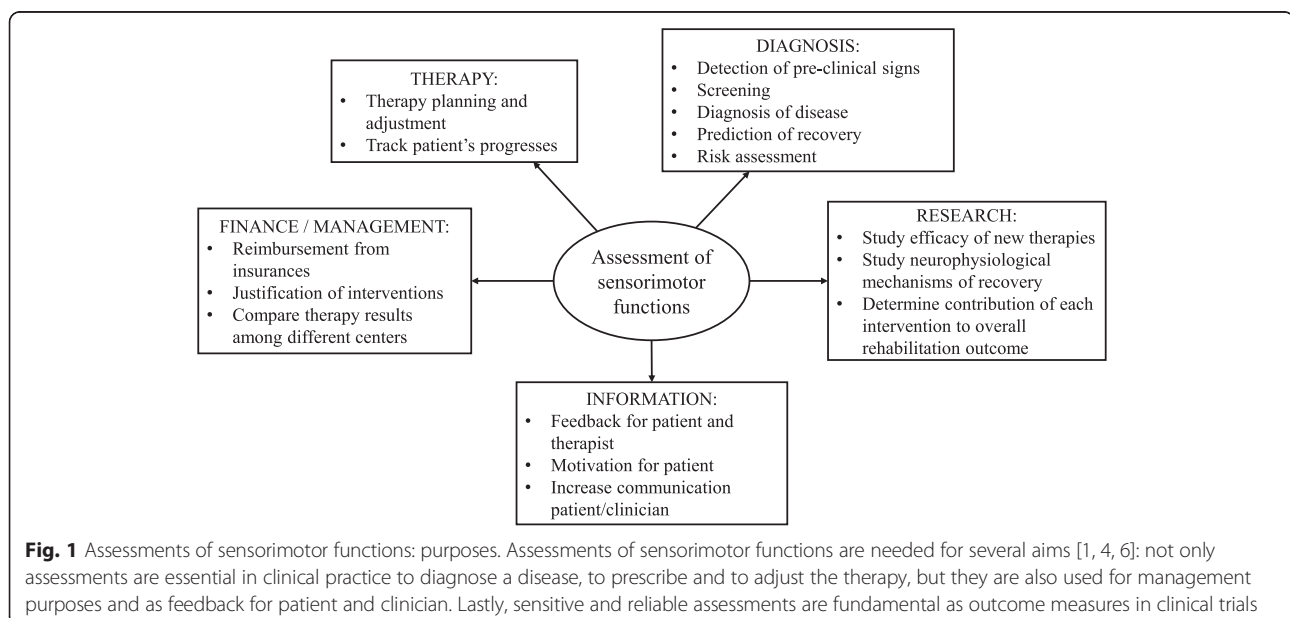 DIAGNOSIS:
• Detection of pre-clinical signs
• Screening
• Diagnosis of disease
• Prediction of recovery
• Risk assessment
THERAPY:
• Therapy planning and
adjustment
• Track patient's progresses
FINANCE / MANAGEMENT:
• Reimbursement from
insurances
• Justification of interventions
• Compare therapy results
among different centers
Assessment of
sensorimotor
functions
RESEARCH:
• Study efficacy of new therapies
• Study neurophysiological
mechanisms of recovery
• Determine contribution of each
intervention to overall
rehabilitation outcome
INFORMATION:
• Feedback for patient and
therapist
• Motivation for patient
• Increase communication
patient/clinician
Fig. 1 Assessments of sensorimotor functions: purposes. Assessments of sensorimotor functions are needed for several aims [1, 4, 6]: not only
assessments are essential in clinical practice to diagnose a disease, to prescribe and to adjust the therapy, but they are also used for management
purposes and as feedback for patient and clinician. Lastly, sensitive and reliable assessments are fundamental as outcome measures in clinical trials